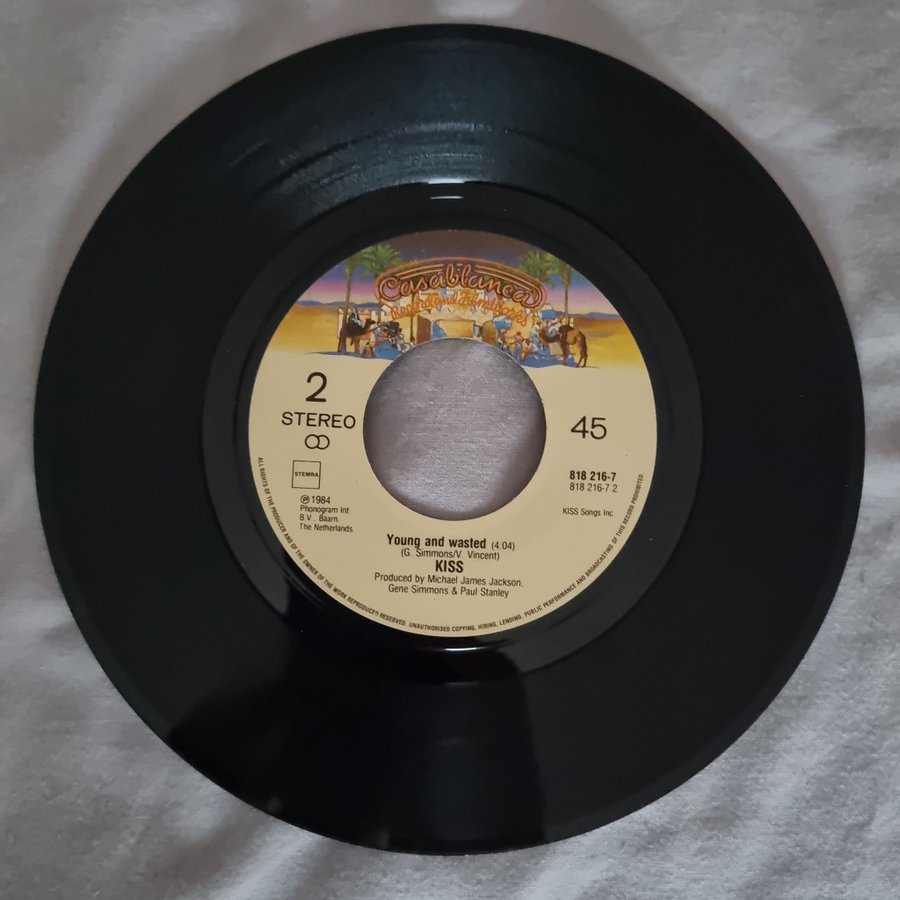 Casablanca
Record and FilmWorks
2
STEREO
45
STEMRA
818 216-7
818 216-7.2
℗ 1984
Phonogram Int
B V . Baarn.
The Netherlands
KISS Songs Inc
Young and wasted (4:04)
(G. Simmons/V. Vincent)
KISS
Produced by Michael James Jackson.
Gene Simmons & Paul Stanley
ALL RIGHTS OF THE PRODUCER AND OF THE OWNER OF THE WORK REPRODUCED RESERVED. UNAUTHORISED COPYING, HIRING, LENDING, PUBLIC PERFORMANCE AND BROADCASTING OF THIS RECORD PROHIBITED